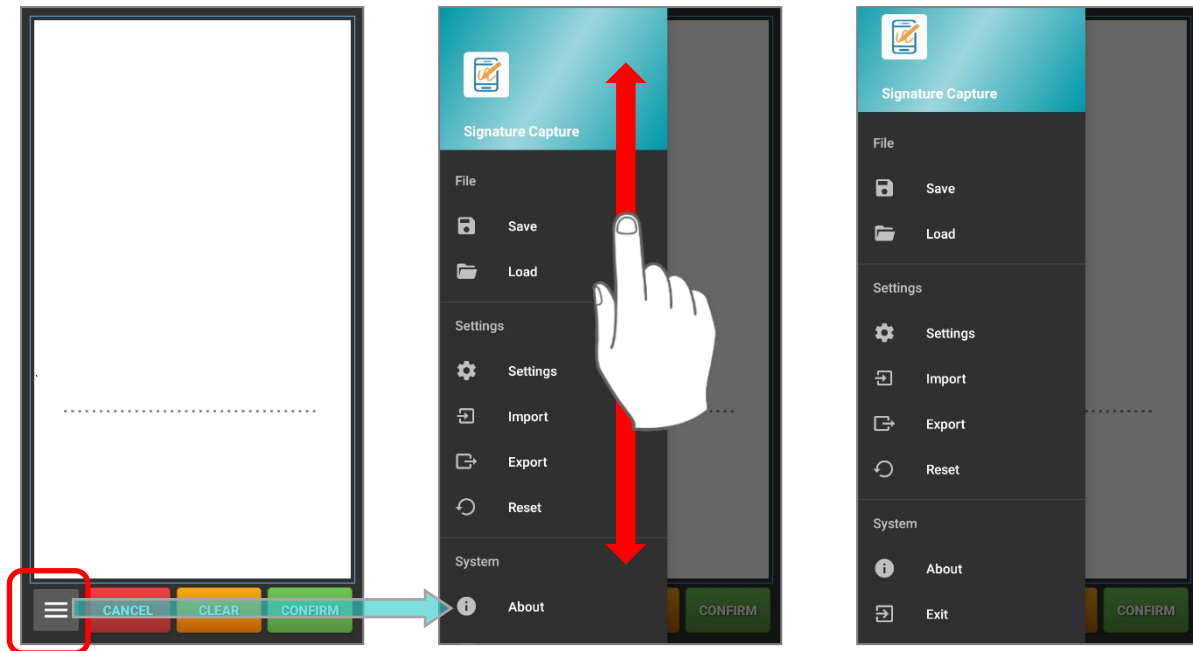 CANCEL
CLEAR
CONFIRM
Signature Capture
File
Save
Load
Settings
Settings
Import
Export
Reset
System
About
CONFIRM
Signature Capture
File
Save
Load
Settings
Settings
Import
Export
Reset
System
About
Exit
CONFIRM